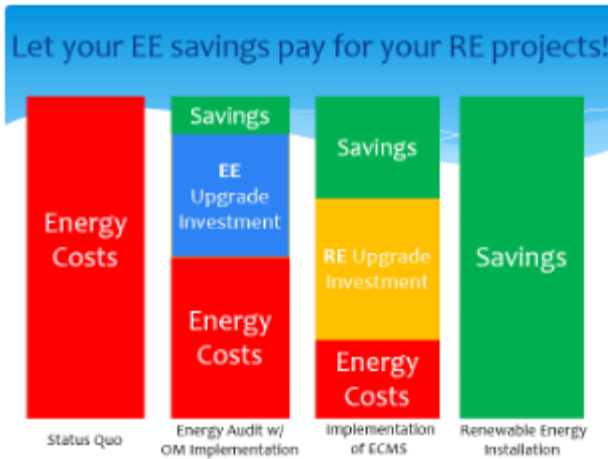 Let your EE savings pay for your RE projects!
Energy
Costs
Savings
EE
Upgrade
Investment
Energy
Costs
Savings
RE Upgrade
Investment
Energy
Costs
Savings
Status Quo
Energy Audit w/
OM Implementation
Implementation
of ECMS
Renewable Energy
Installation